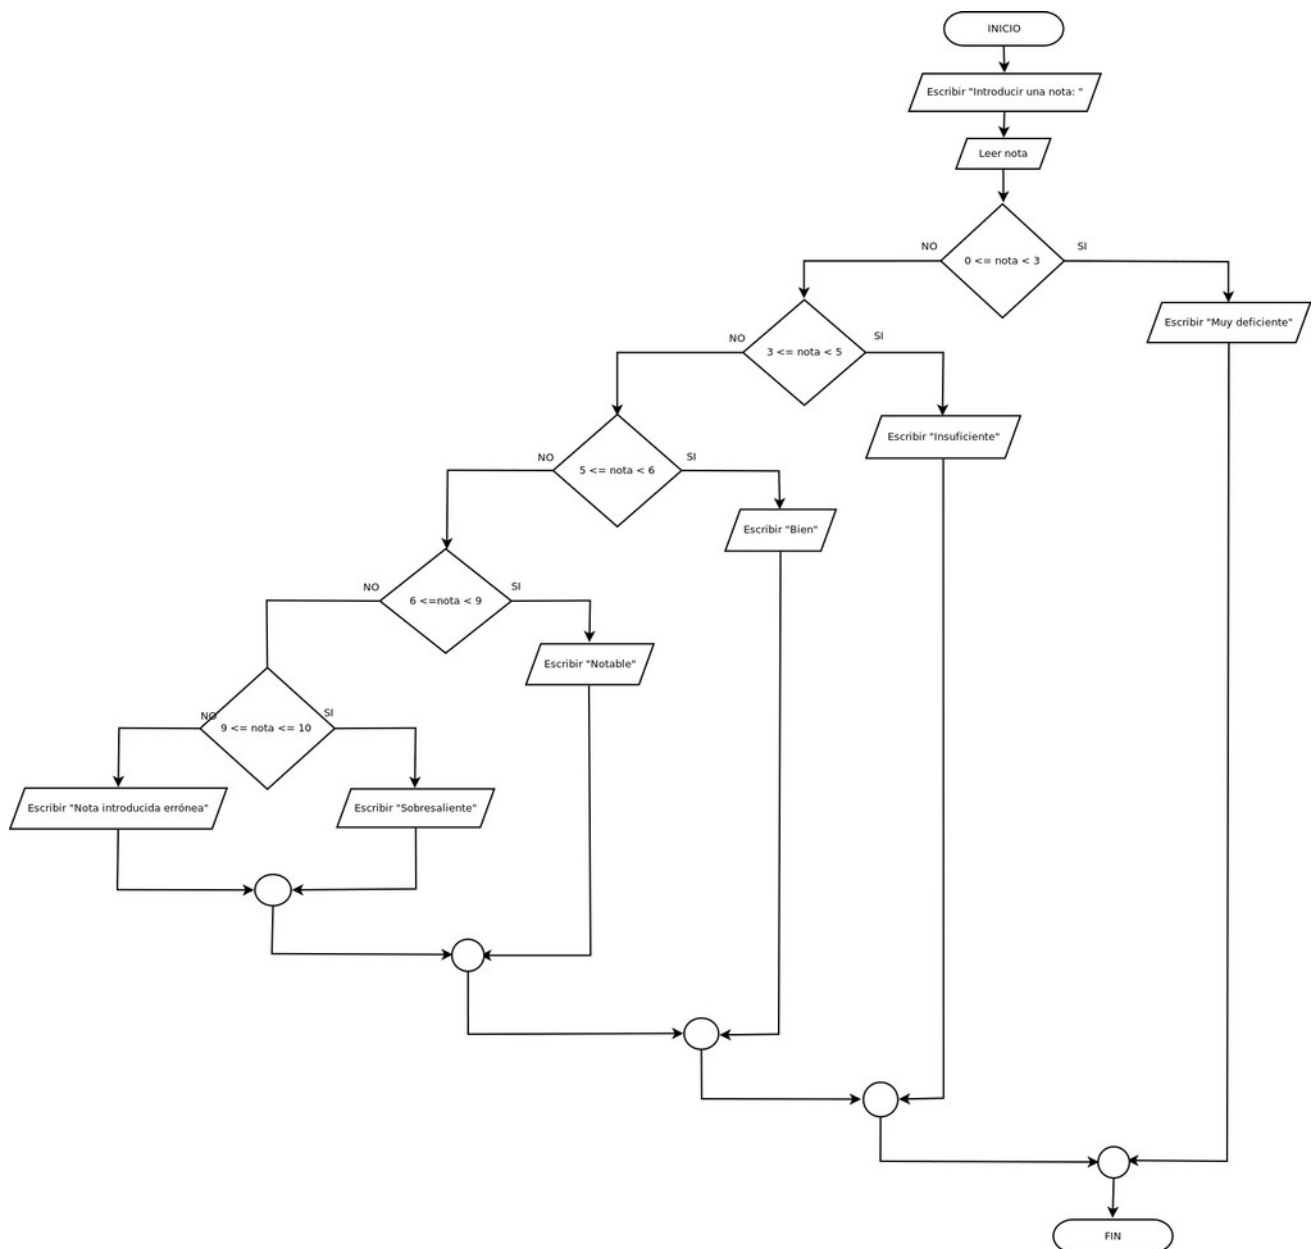 INICIO
Escribir "Introducir una nota: "
Leer nota
NO
SI
0 <= nota < 3
Escribir "Muy deficiente"
NO
SI
3 <= nota < 5
Escribir "Insuficiente"
NO
SI
5 <= nota < 6
Escribir "Bien"
NO
SI
6 <=nota < 9
Escribir "Notable"
NO
SI
9 <= nota <= 10
Escribir "Nota introducida errónea"
Escribir "Sobresaliente"
FIN